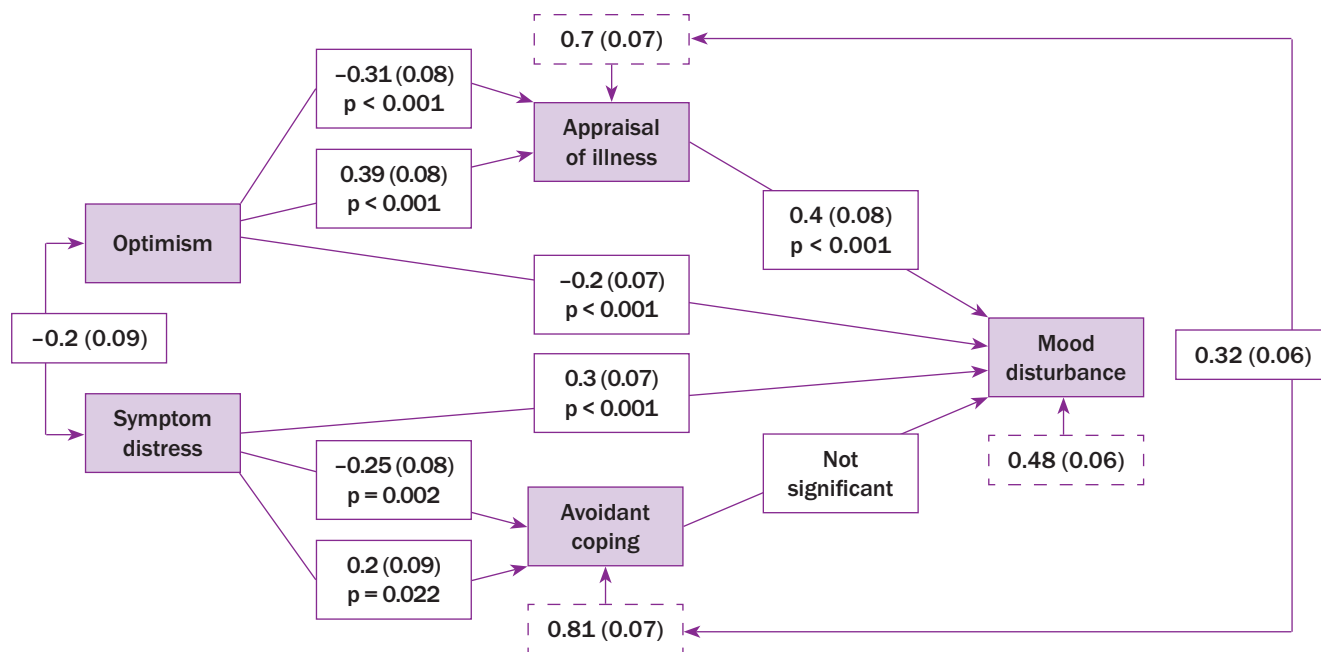 0.7 (0.07)
–0.31 (0.08)
p < 0.001
Appraisal
of illness
0.39 (0.08)
p < 0.001
0.4 (0.08)
p < 0.001
Optimism
–0.2 (0.07)
p < 0.001
–0.2 (0.09)
Mood
disturbance
0.32 (0.06)
0.3 (0.07)
p < 0.001
Symptom
distress
–0.25 (0.08)
p = 0.002
Not
significant
0.48 (0.06)
Avoidant
coping
0.2 (0.09)
p = 0.022
0.81 (0.07)